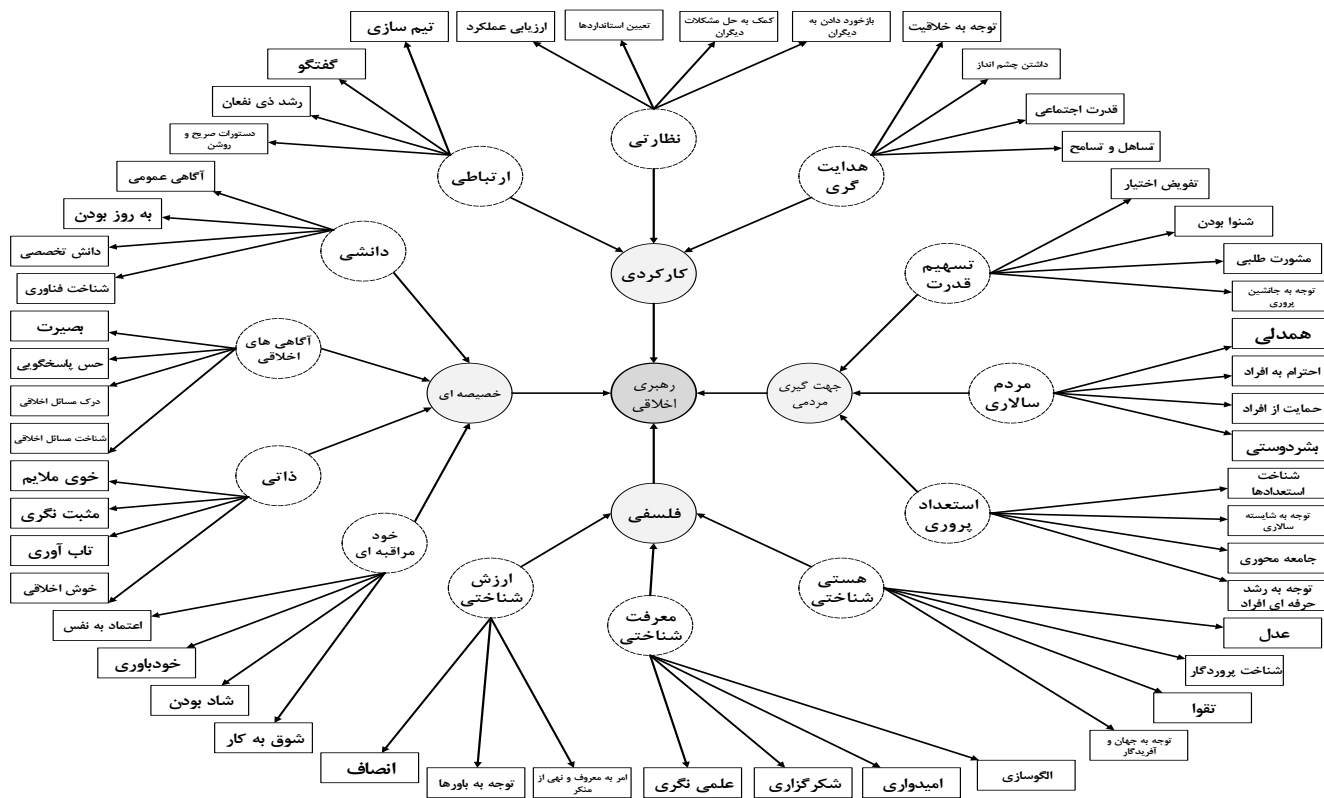 تیم سازی
ارزیابی عملکرد
تعیین استانداردها
کمک به حل مشکلات
دیگران
بازخورد دادن به
دیگران
توجه به خلاقیت
گفتگو
داشتن چشم انداز
رشد ذی نفعان
قدرت اجتماعی
دستورات صریح و
روشن
تساهل و تسامح
نظارتی
ارتباطی
هدایت
گری
آگاهی عمومی
تفویض اختیار
به روز بودن
شنوا بودن
دانشی
دانش تخصصی
مشورت طلبی
تسهیم
قدرت
کارکردی
شناخت فناوری
توجه به جانشین
پروری
بصیرت
همدلی
آگاهی های
اخلاقی
حس پاسخگویی
احترام به افراد
درک مسائل اخلاقی
حمایت از افراد
خصیصه ای
رهبری
اخلاقی
جهت گیری
مردمی
مردم
سالاری
شناخت مسائل اخلاقی
بشردوستی
خوی ملایم
ذاتی
شناخت
استعدادها
مثبت نگری
توجه به شایسته
سالاری
فلسفی
استعداد
پروری
تاب آوری
خود
مراقبه ای
جامعه محوری
خوش اخلاقی
ارزش
شناختی
هستی
شناختی
توجه به رشد
حرفه ای افراد
معرفت
شناختی
اعتماد به نفس
عدل
خودباوری
شناخت پروردگار
شاد بودن
تقوا
شوق به کار
توجه به جهان و
آفریدگار
انصاف
توجه به باورها
امر به معروف و نهی از
منکر
علمی نگری
شکرگزاری
امیدواری
الگوسازی